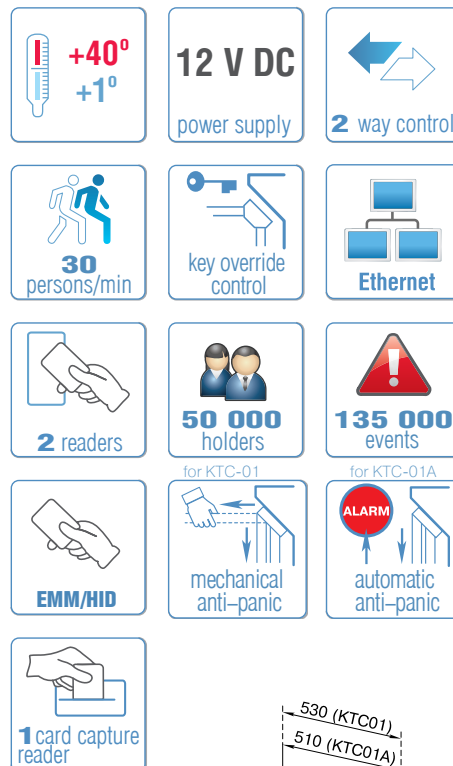 +40⁰
+1⁰
12 V DC
power supply
2 way control
30
persons/min
key override
control
Ethernet
2 readers
50 000
holders
135 000
events
for KTC-01
for KTC-01A
EMM/HID
mechanical
anti–panic
ALARM
automatic
anti–panic
1 card capture
reader
530 (KTC01)
510 (KTC01A)